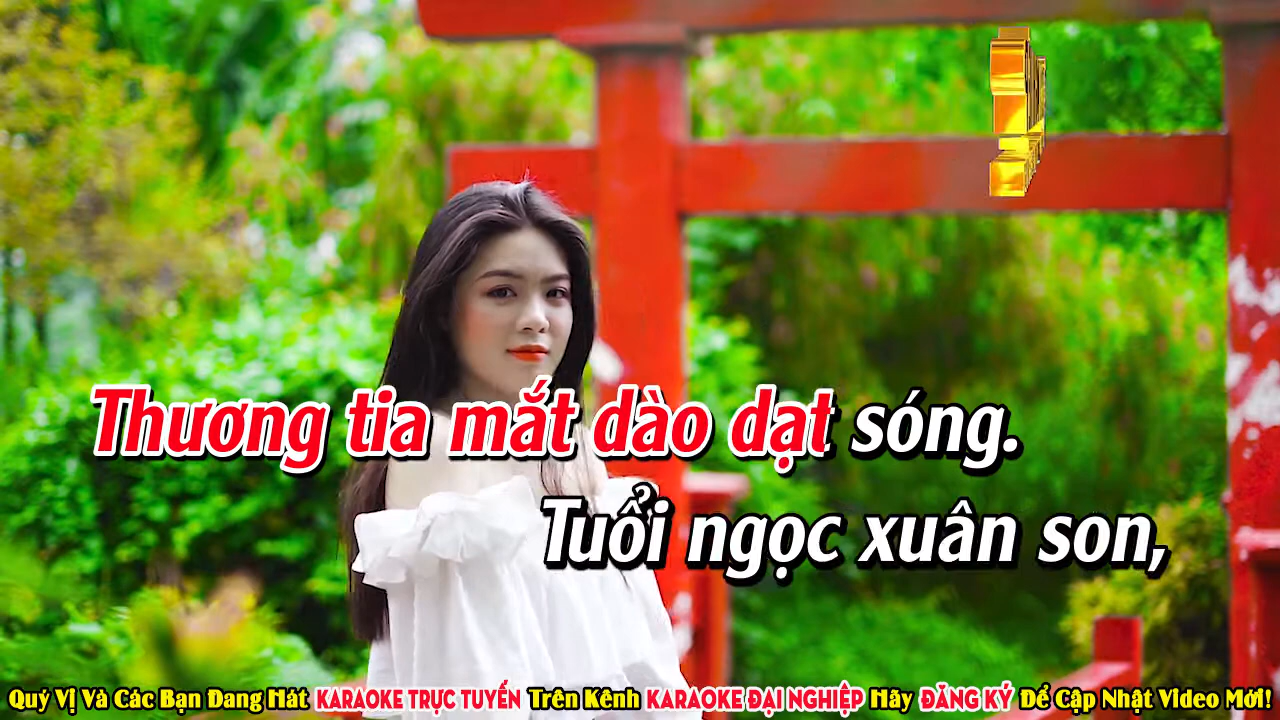 Thương tia mắt dào dạt sóng.
Tuổi ngọc xuân son,
Quý Vị Và Các Bạn Đang Hát KARAOKE TRỰC TUYẾN Trên Kênh KARAOKE ĐẠI NGHIỆP Hãy ĐĂNG KÝ Để Cập Nhật Video Mới!